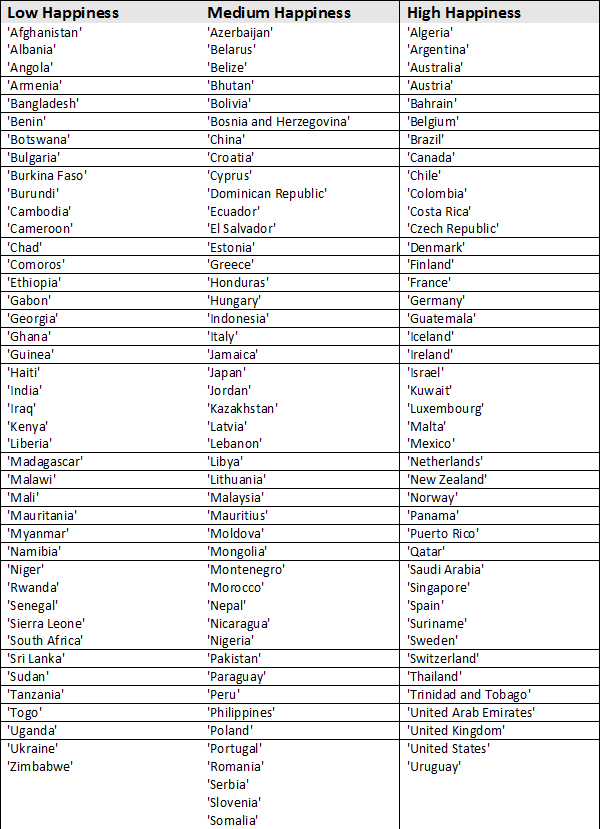 Low Happiness Medium Happiness High Happiness
'Afghanistan' 'Azerbaijan' 'Algeria'
'Albania' 'Belarus' 'Argentina'
'Angola' 'Belize' 'Australia'
'Armenia' 'Bhutan' 'Austria'
'Bangladesh' 'Bolivia' 'Bahrain'
'Benin' 'Bosnia and Herzegovina' 'Belgium'
'Botswana' 'China' 'Brazil'
'Bulgaria' 'Croatia' 'Canada'
'Burkina Faso' 'Cyprus' 'Chile'
'Burundi' 'Dominican Republic' 'Colombia'
'Cambodia' 'Ecuador' 'Costa Rica'
'Cameroon' 'El Salvador' 'Czech Republic'
'Chad' 'Estonia' 'Denmark'
'Comoros' 'Greece' 'Finland'
'Ethiopia' 'Honduras' 'France'
'Gabon' 'Hungary' 'Germany'
'Georgia' 'Indonesia' 'Guatemala'
'Ghana' 'Italy' 'Iceland'
'Guinea' 'Jamaica' 'Ireland'
'Haiti' 'Japan' 'Israel'
'India' 'Jordan' 'Kuwait'
'Iraq' 'Kazakhstan' 'Luxembourg'
'Kenya' 'Latvia' 'Malta'
'Liberia' 'Lebanon' 'Mexico'
'Madagascar' 'Libya' 'Netherlands'
'Malawi' 'Lithuania' 'New Zealand'
'Mali' 'Malaysia' 'Norway'
'Mauritania' 'Mauritius' 'Panama'
'Myanmar' 'Moldova' 'Puerto Rico'
'Namibia' 'Mongolia' 'Qatar'
'Niger' 'Montenegro' 'Saudi Arabia'
'Rwanda' 'Morocco' 'Singapore'
'Senegal' 'Nepal' 'Spain'
'Sierra Leone' 'Nicaragua' 'Suriname'
'South Africa' 'Nigeria' 'Sweden'
'Sri Lanka' 'Pakistan' 'Switzerland'
'Sudan' 'Paraguay' 'Thailand'
'Tanzania' 'Peru' 'Trinidad and Tobago'
'Togo' 'Philippines' 'United Arab Emirates'
'Uganda' 'Poland' 'United Kingdom'
'Ukraine' 'Portugal' 'United States'
'Zimbabwe' 'Romania' 'Uruguay'
'Serbia'
'Slovenia'
'Somalia'